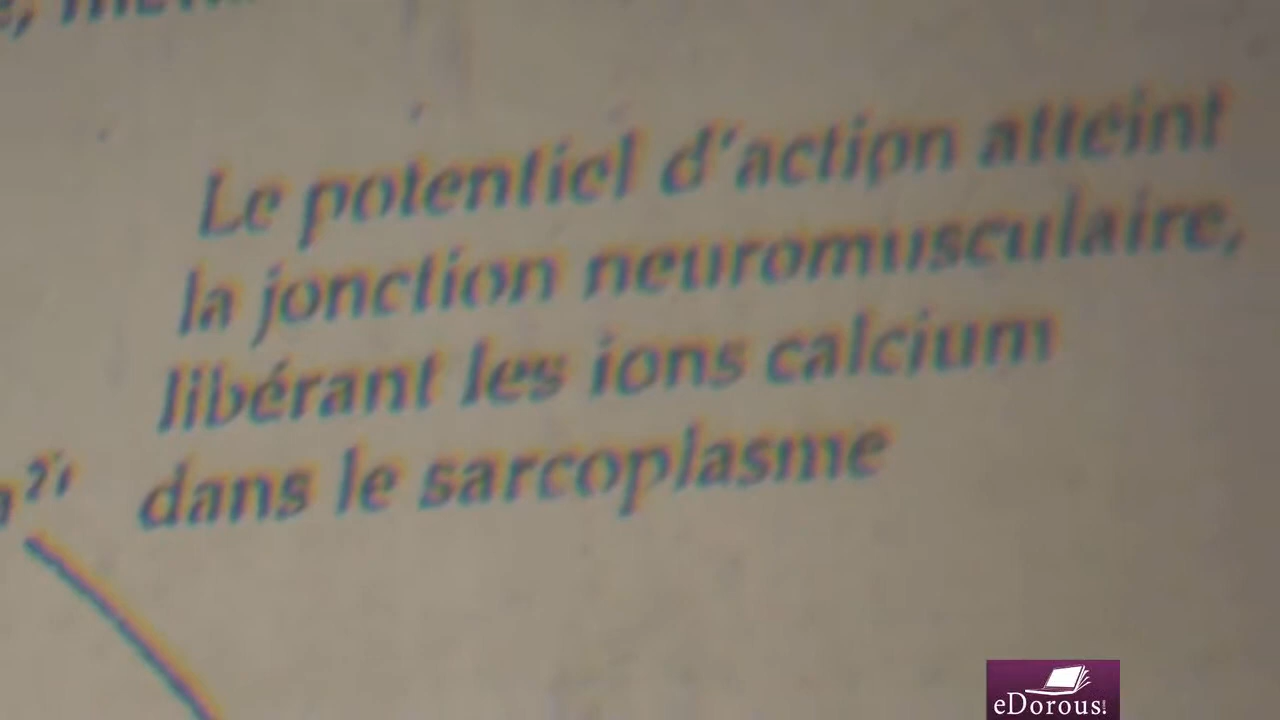 Le potentiel d'action atteint
la jonction neuromusculaire,
libérant les ions calcium
dans le sarcoplasme
eDorous!